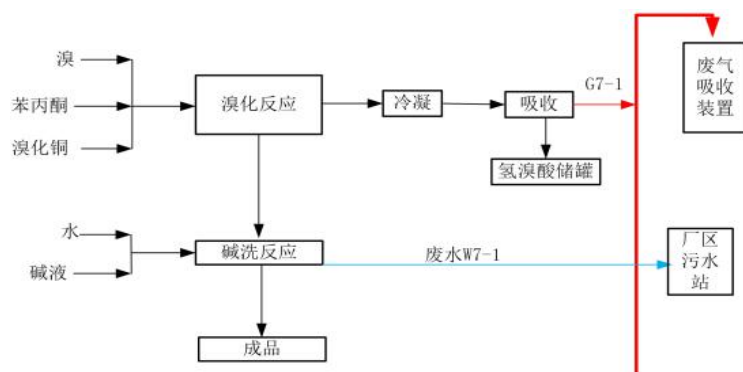 溴
苯丙酮
溴化铜
溴化反应
冷凝
吸收
G7-1
废气
吸收
装置
氢溴酸储罐
水
碱液
碱洗反应
废水W7-1
厂区
污水
站
成品